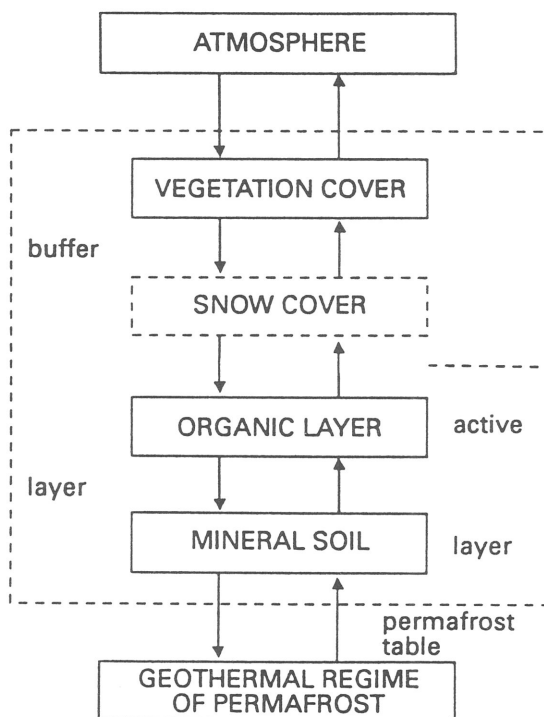 ATMOSPHERE
VEGETATION COVER
buffer
SNOW COVER
ORGANIC LAYER
active
layer
MINERAL SOIL
layer
permafrost
table
GEOTHERMAL REGIME
OF PERMAFROST